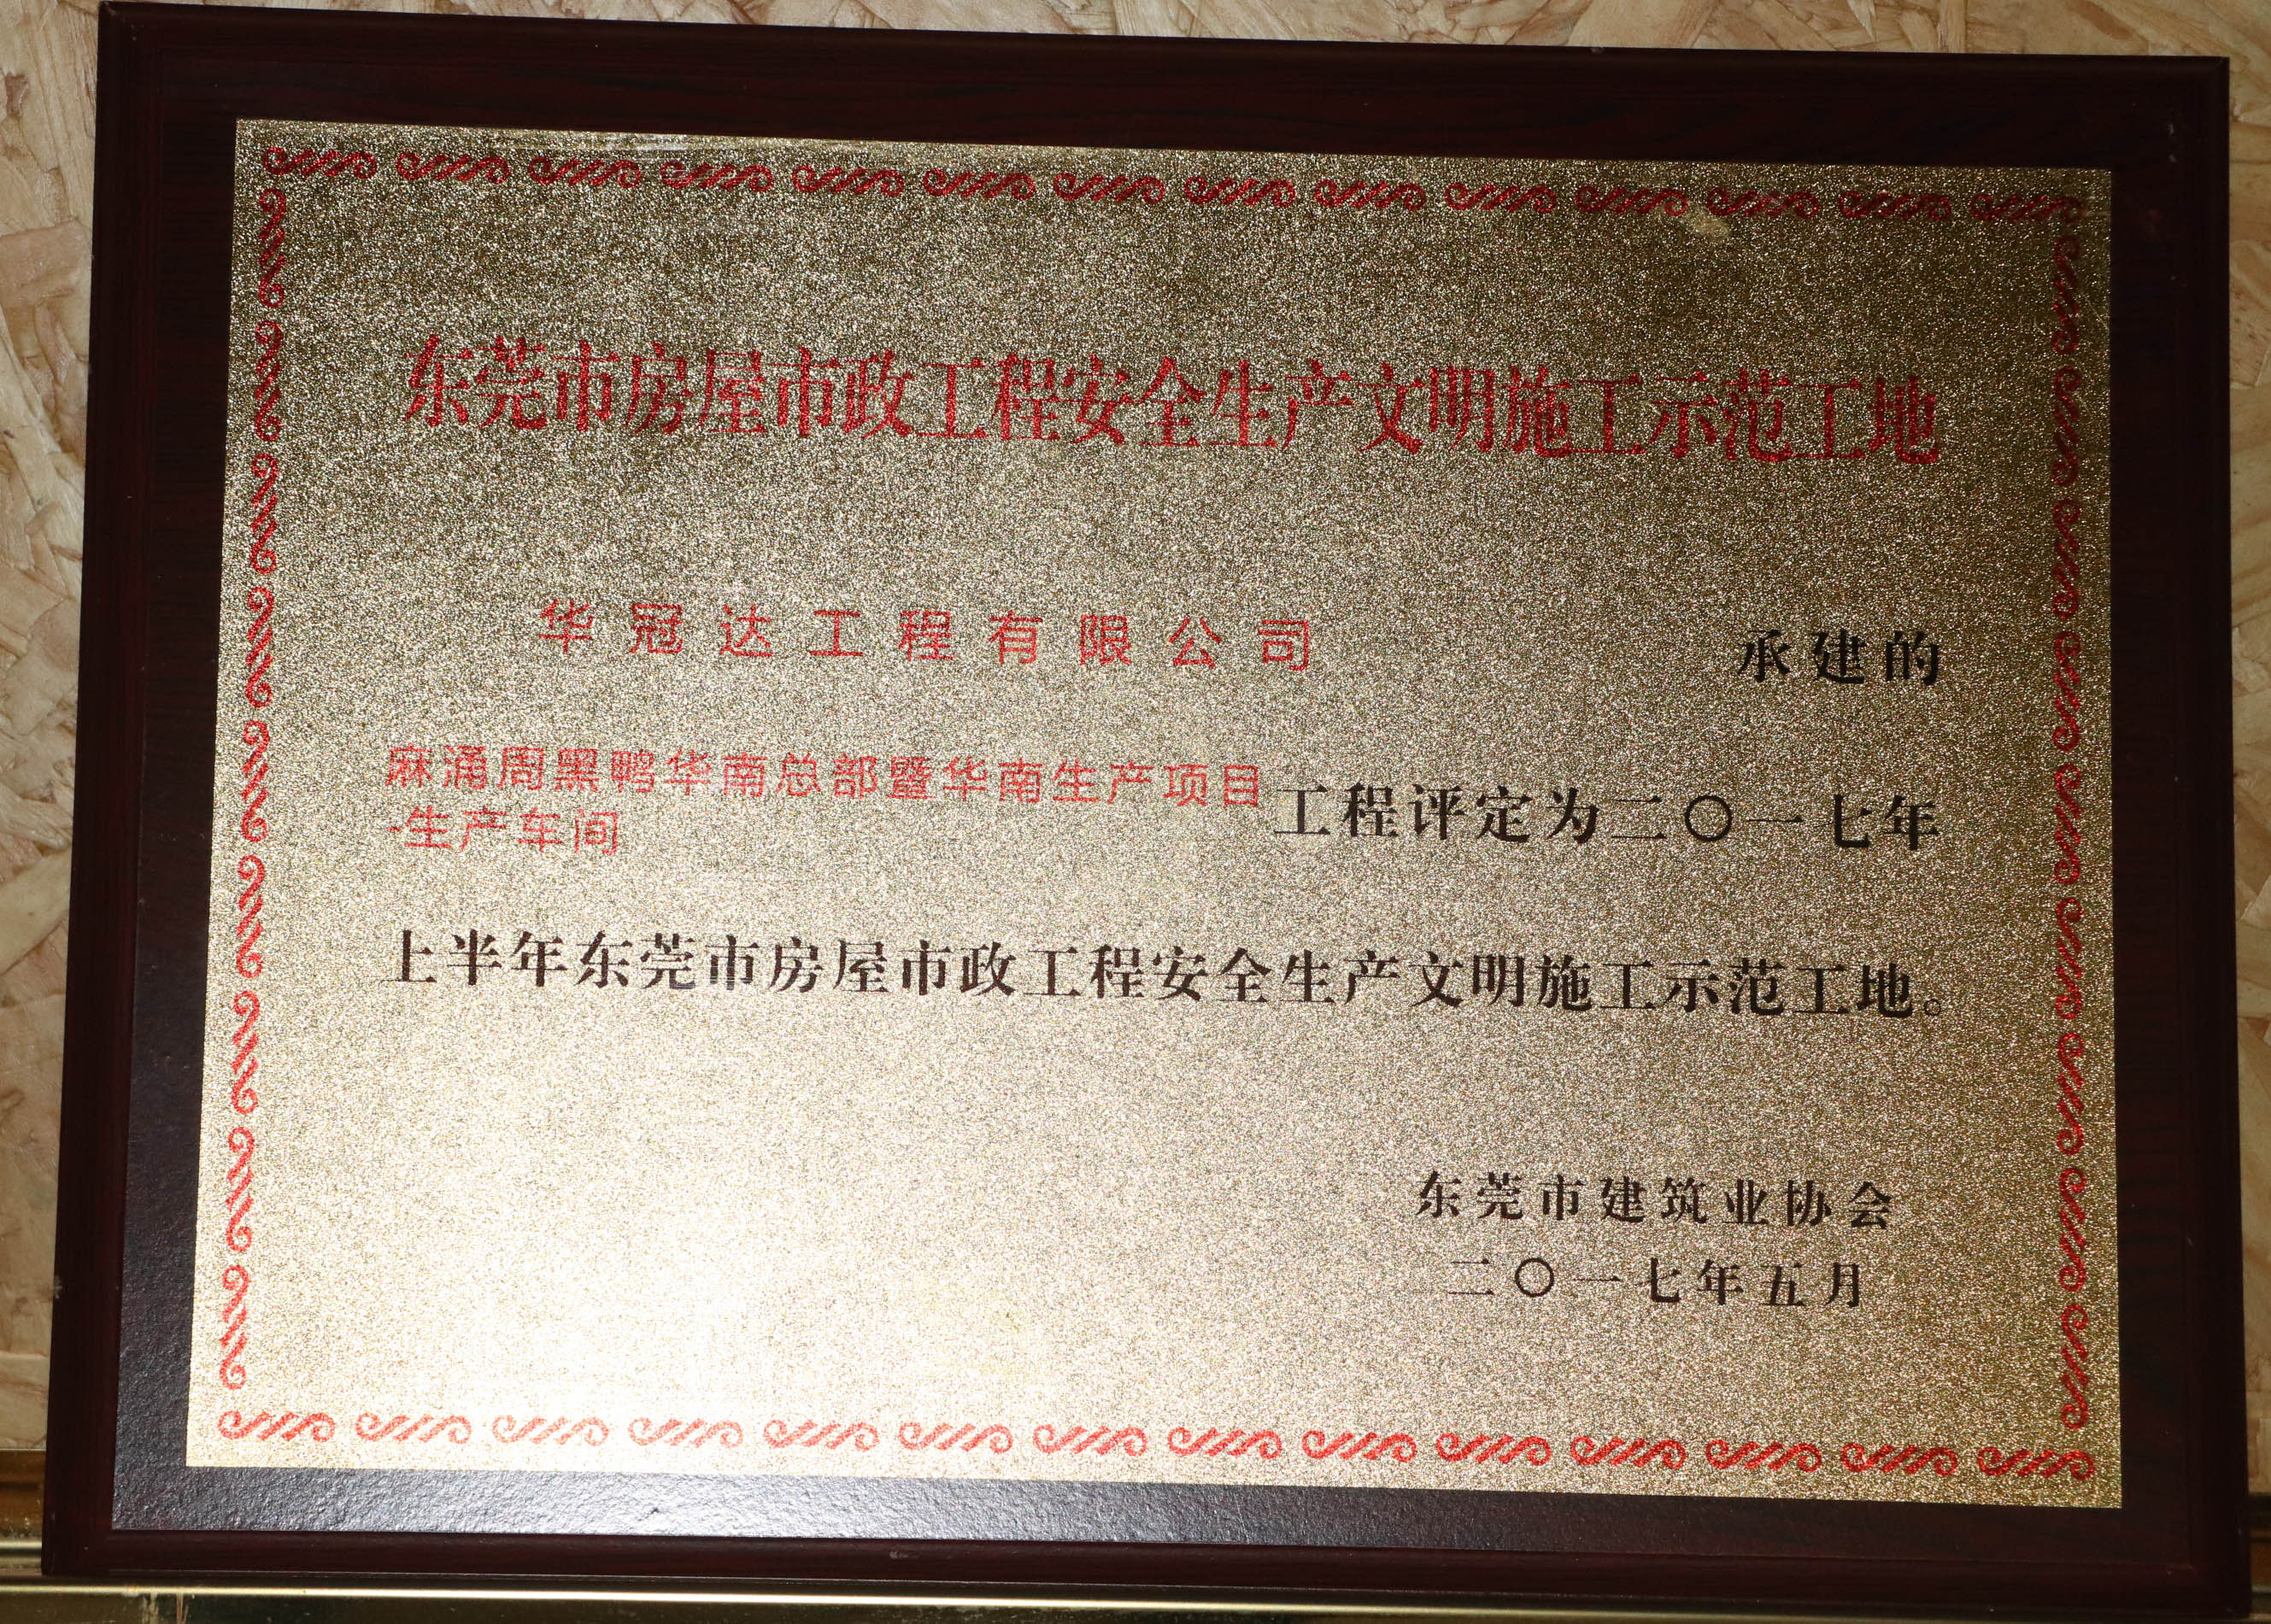 东莞市房屋市政工程安全生产文明施工示范工地
华冠达工程有限公司 承建的
麻涌周黑鸭华南总部暨华南生产项目
-生产车间 工程评定为二〇一七年
上半年东莞市房屋市政工程安全生产文明施工示范工地。
东莞市建筑业协会
二〇一七年五月